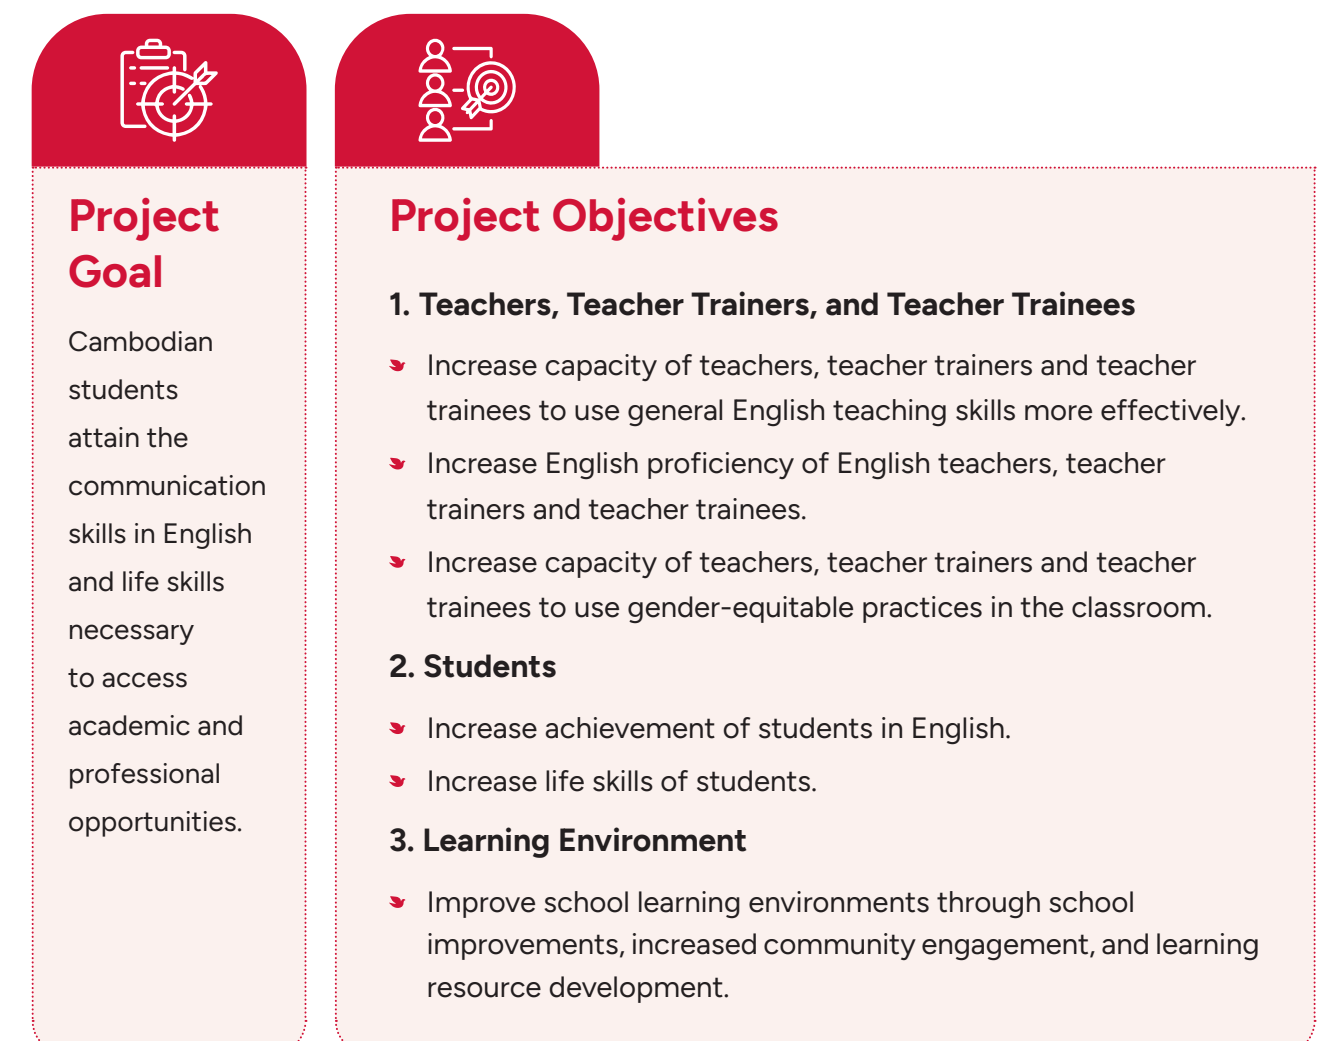 Project
Goal
Cambodian
students
attain the
communication
skills in English
and life skills
necessary
to access
academic and
professional
opportunities.
Project Objectives
1. Teachers, Teacher Trainers, and Teacher Trainees
Increase capacity of teachers, teacher trainers and teacher
trainees to use general English teaching skills more effectively.
Increase English proficiency of English teachers, teacher
trainers and teacher trainees.
Increase capacity of teachers, teacher trainers and teacher
trainees to use gender-equitable practices in the classroom.
2. Students
Increase achievement of students in English.
Increase life skills of students.
3. Learning Environment
Improve school learning environments through school
improvements, increased community engagement, and learning
resource development.